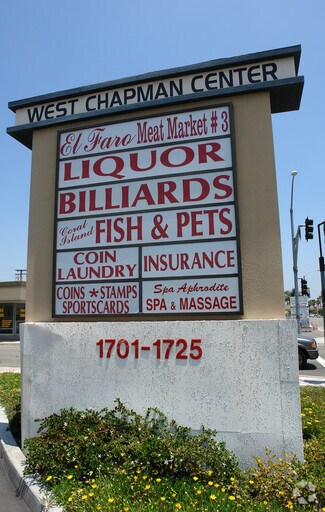 WEST CHAPMAN CENTER
El Faro Meat Market # 3
LIQUOR
BILLIARDS
Coral Island FISH & PETS
COIN LAUNDRY
INSURANCE
COINS * STAMPS
SPORTSCARDS
Spa Aphrodite
SPA & MASSAGE
1701-1725